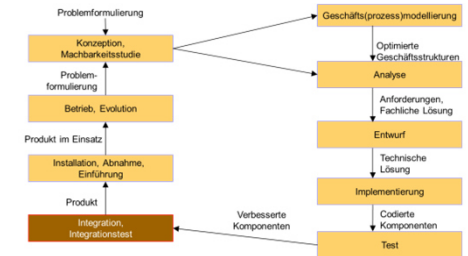 Problemformulierung
Konzeption,
Machbarkeitsstudie
Problem-
formulierung
Betrieb, Evolution
Produkt im Einsatz
Installation, Abnahme,
Einführung
Produkt
Integration,
Integrationstest
Verbesserte
Komponenten
Geschäfts(prozess)modellierung
Optimierte
Geschäftsstrukturen
Analyse
Anforderungen,
Fachliche Lösung
Entwurf
Technische
Lösung
Implementierung
Codierte
Komponenten
Test